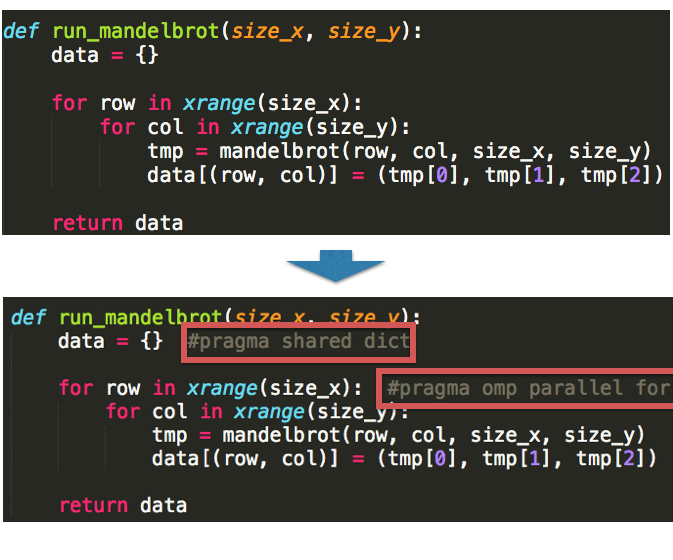 def run_mandelbrot(size_x, size_y):
    data = {}
    for row in xrange(size_x):
        for col in xrange(size_y):
            tmp = mandelbrot(row, col, size_x, size_y)
            data[(row, col)] = (tmp[0], tmp[1], tmp[2])
    return data
def run_mandelbrot(size_x, size_y):
    data = {} #pragma shared dict
    for row in xrange(size_x): #pragma omp parallel for
        for col in xrange(size_y):
            tmp = mandelbrot(row, col, size_x, size_y)
            data[(row, col)] = (tmp[0], tmp[1], tmp[2])
    return data